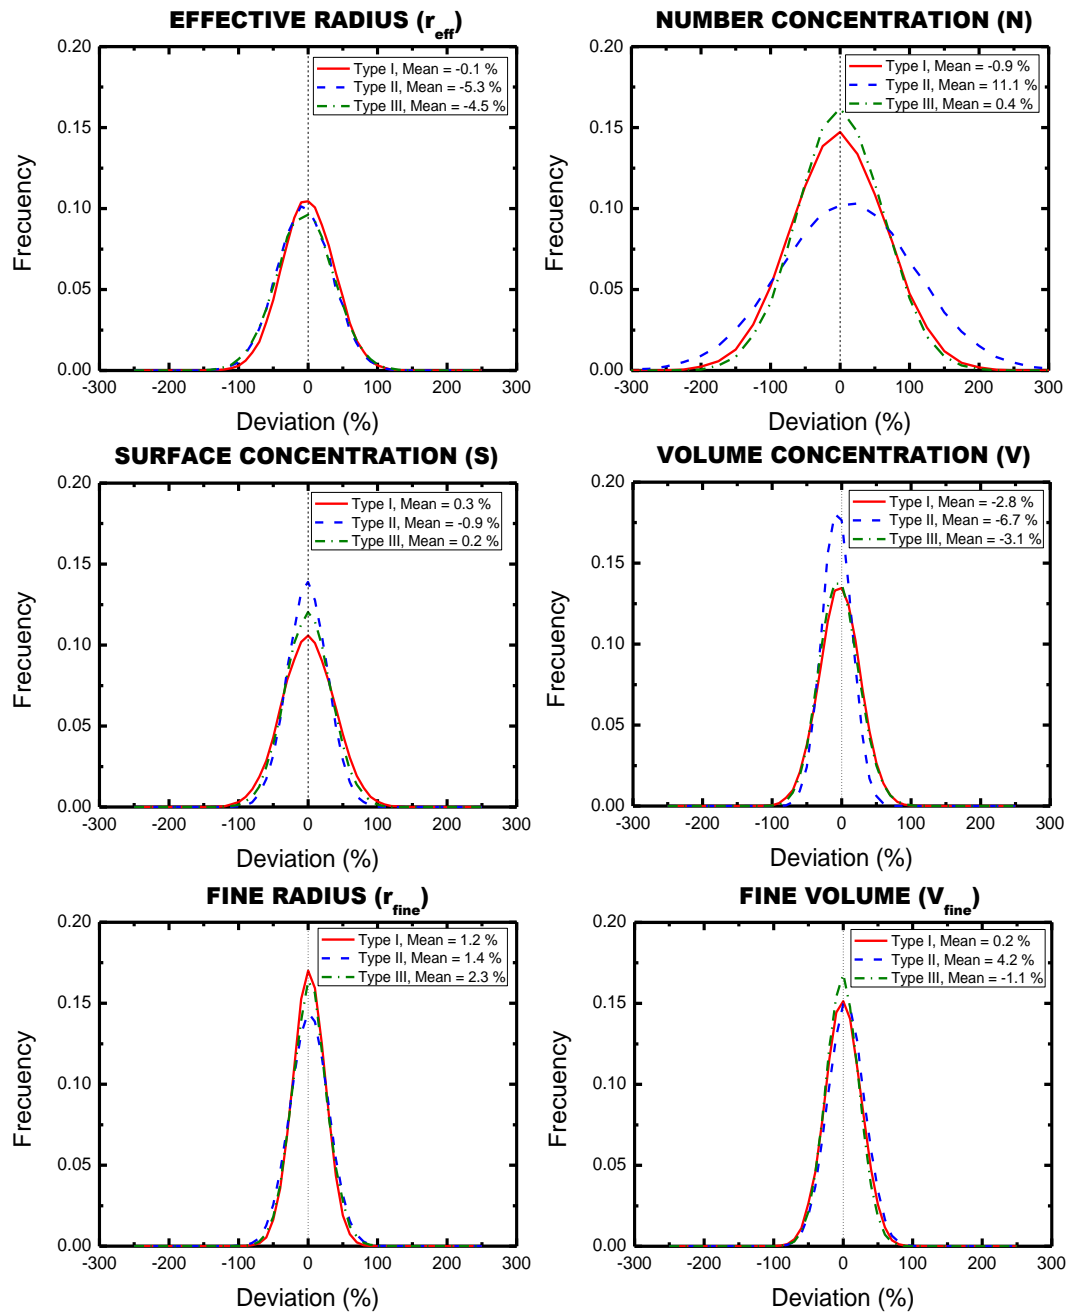 EFFECTIVE RADIUS (reff)
Type I, Mean = -0.1 %
Type II, Mean = -5.3 %
Type III, Mean = -4.5 %
0.20
0.15
0.10
0.05
0.00
Frecuency
-300 -200 -100 0 100 200 300
Deviation (%)
NUMBER CONCENTRATION (N)
Type I, Mean = -0.9 %
Type II, Mean = 11.1 %
Type III, Mean = 0.4 %
0.20
0.15
0.10
0.05
0.00
Frecuency
-300 -200 -100 0 100 200 300
Deviation (%)
SURFACE CONCENTRATION (S)
Type I, Mean = 0.3 %
Type II, Mean = -0.9 %
Type III, Mean = 0.2 %
0.20
0.15
0.10
0.05
0.00
Frecuency
-300 -200 -100 0 100 200 300
Deviation (%)
VOLUME CONCENTRATION (V)
Type I, Mean = -2.8 %
Type II, Mean = -6.7 %
Type III, Mean = -3.1 %
0.20
0.15
0.10
0.05
0.00
Frecuency
-300 -200 -100 0 100 200 300
Deviation (%)
FINE RADIUS (rfine)
Type I, Mean = 1.2 %
Type II, Mean = 1.4 %
Type III, Mean = 2.3 %
0.20
0.15
0.10
0.05
0.00
Frecuency
-300 -200 -100 0 100 200 300
Deviation (%)
FINE VOLUME (Vfine)
Type I, Mean = 0.2 %
Type II, Mean = 4.2 %
Type III, Mean = -1.1 %
0.20
0.15
0.10
0.05
0.00
Frecuency
-300 -200 -100 0 100 200 300
Deviation (%)